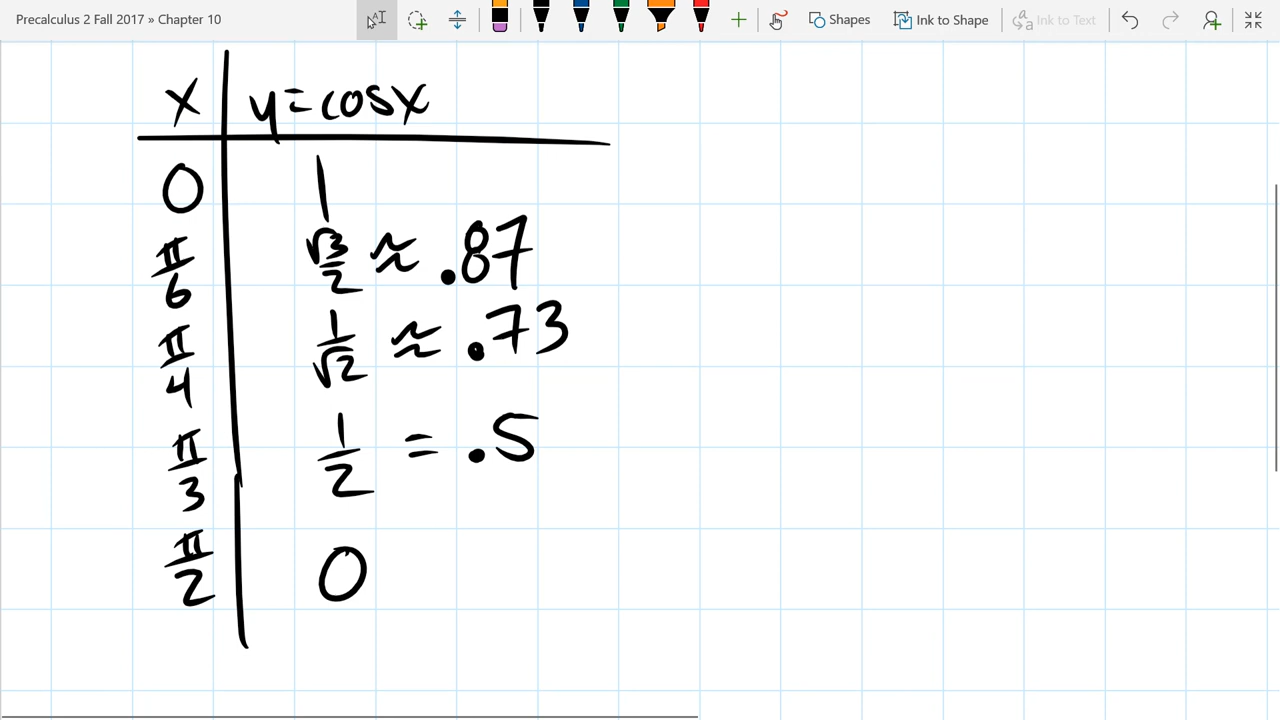 Precalculus 2 Fall 2017 » Chapter 10
Shapes
Ink to Shape
Ink to Text
x y=cosx
0 1
π/6 √3/2 ≈ .87
π/4 1/√2 ≈ .73
π/3 1/2 = .5
π/2 0